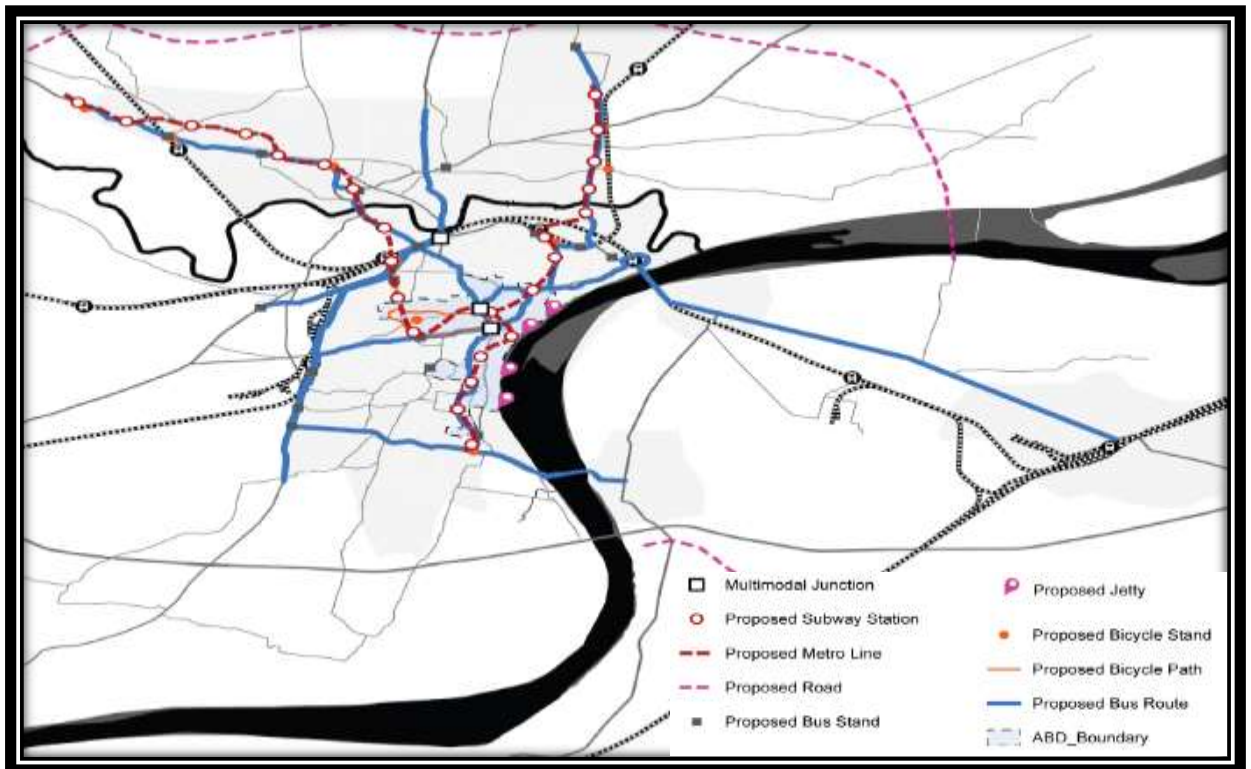 Multimodal Junction
Proposed Subway Station
Proposed Metro Line
Proposed Road
Proposed Bus Stand
Proposed Jetty
Proposed Bicycle Stand
Proposed Bicycle Path
Proposed Bus Route
ABD_Boundary